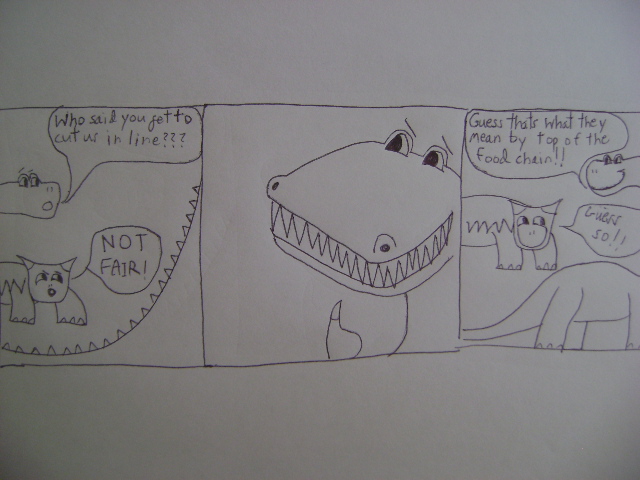 Who said you get to
cut us in line???
NOT
FAIR!
Guess thats what they
mean by top of the
food chain!!
Guess
so!!